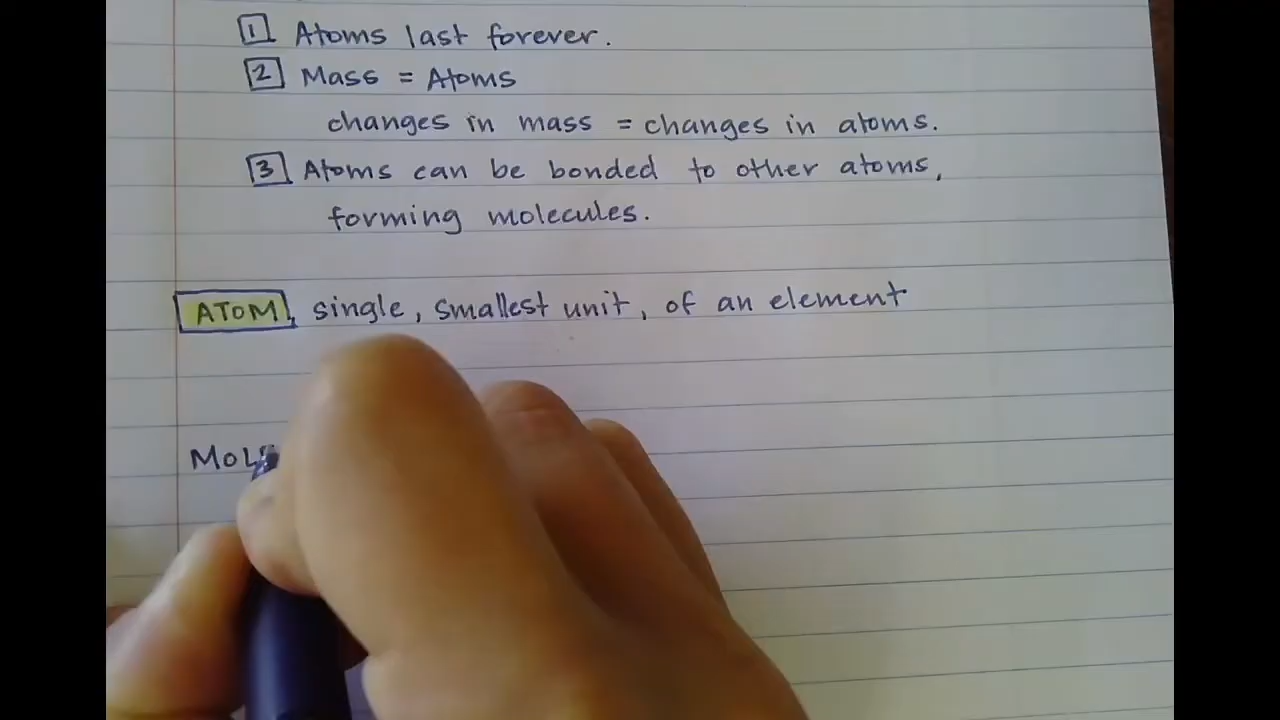 1 Atoms last forever.
2 Mass = Atoms
changes in mass = changes in atoms.
3 Atoms can be bonded to other atoms,
forming molecules.
ATOM, single, smallest unit, of an element